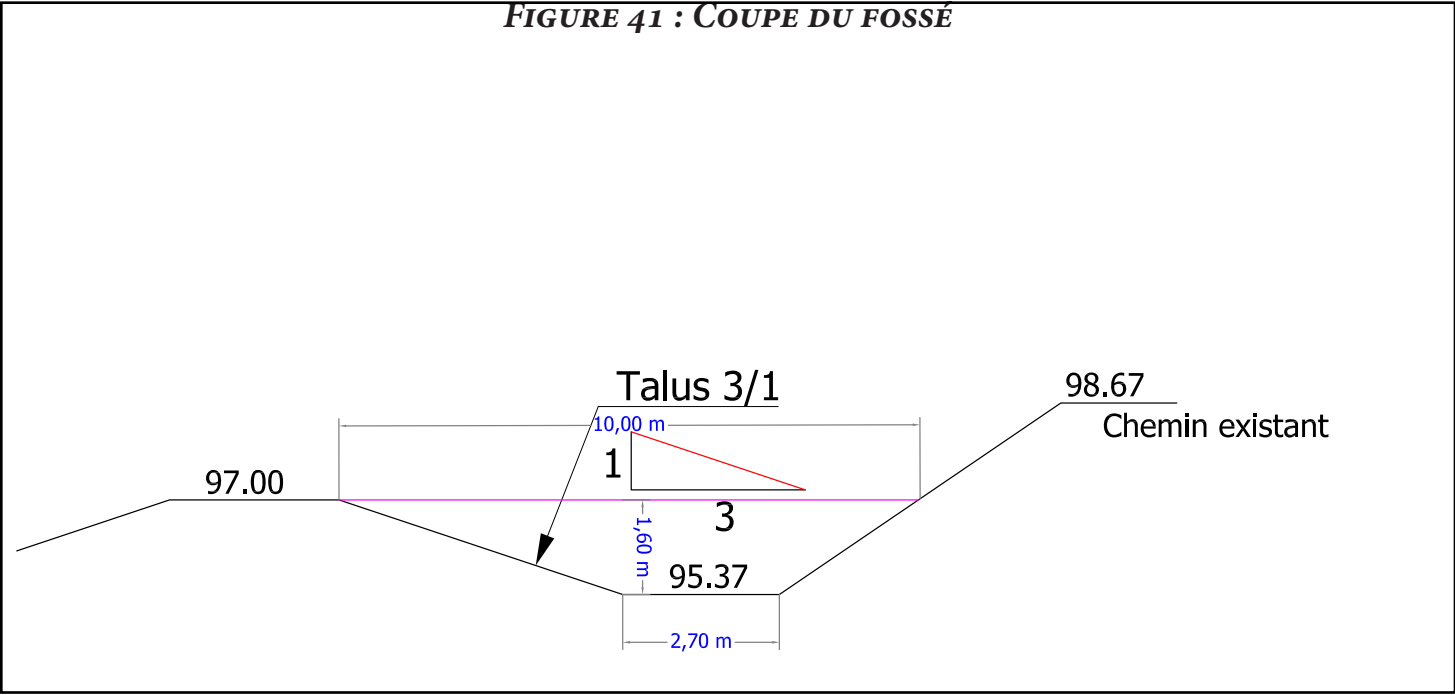 FIGURE 41 : COUPE DU FOSSÉ
Talus 3/1
98.67
10,00 m
Chemin existant
1
97.00
3
1,60 m
95.37
2,70 m